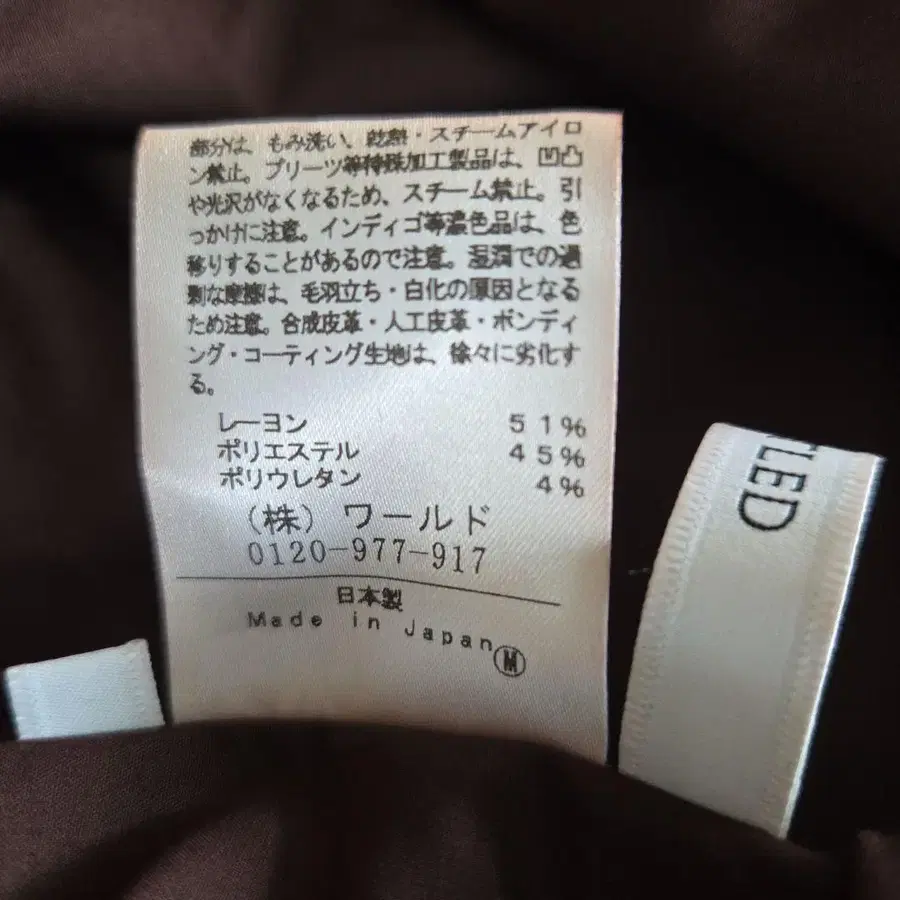 部分は、もみ洗い、乾熱・スチームアイロ
ン禁止。プリーツ等特殊加工製品は、凹凸
や光沢がなくなるため、スチーム禁止。引
っかけに注意。インディゴ等濃色品は、色
移りすることがあるので注意。湿潤での過
剰な摩擦は、毛羽立ち・白化の原因となる
ため注意。合成皮革・人工皮革・ボンディ
ング・コーティング生地は、徐々に劣化す
る。
レーヨン 51%
ポリエステル 45%
ポリウレタン 4%
(株) ワールド
0120-977-917
日本製
Made in Japan Ⓜ
TLED